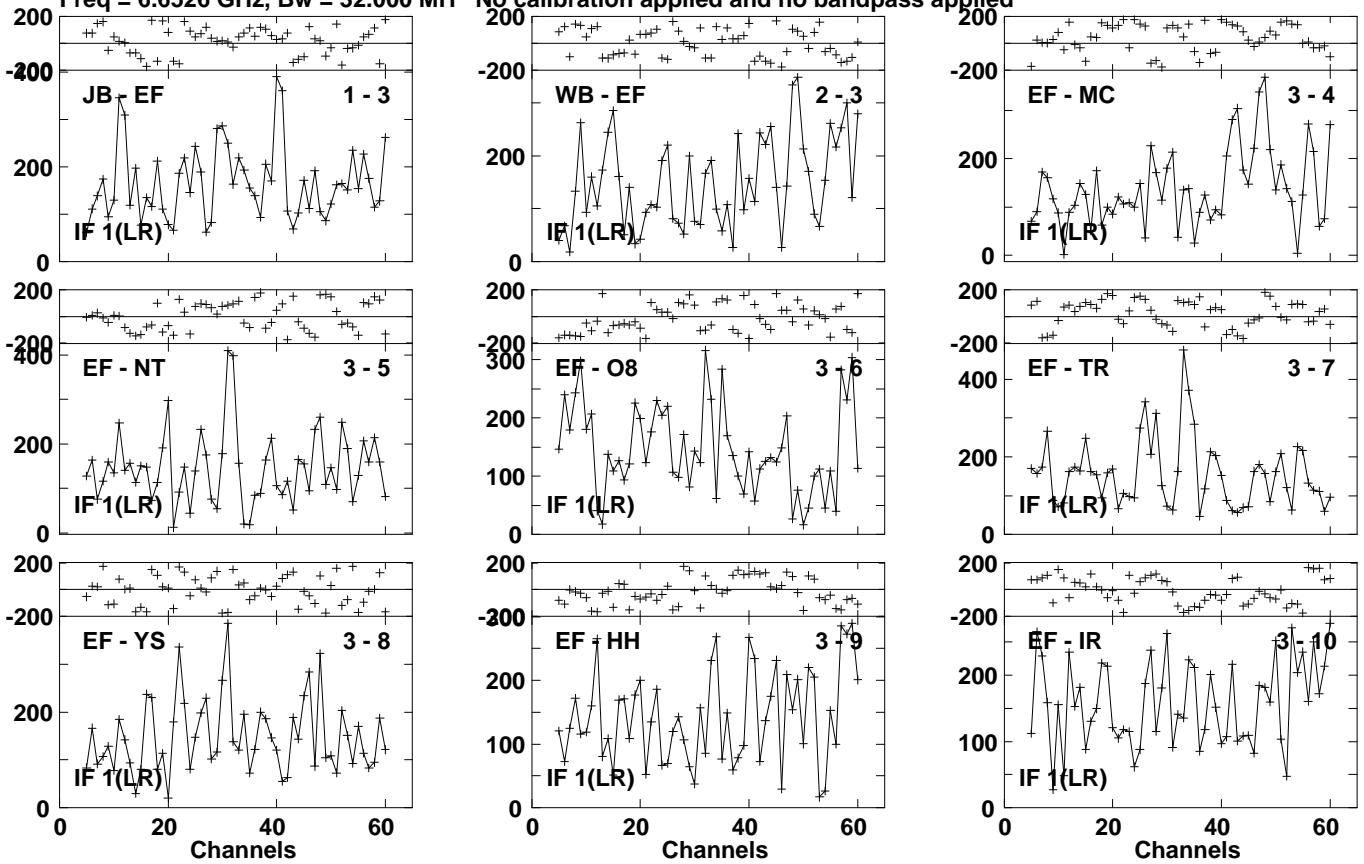 Freq = 6.6526 GHz, Bw = 32.000 MH No calibration applied and no bandpass applied
200 200 200
-200 -200 -200
400
JB - EF 1 - 3 WB - EF 2 - 3 EF - MC 3 - 4
200 200 200
IF 1(LR) IF 1(LR) IF 1(LR)
0 0 0
200 200 200
-200 -200 -200
400 300
EF - NT 3 - 5 EF - O8 3 - 6 EF - TR 3 - 7
400
200 200 200
100
IF 1(LR) IF 1(LR) IF 1(LR)
0 0 0
200 200 200
-200 -200 -200
300
EF - YS 3 - 8 EF - HH 3 - 9 EF - IR 3 - 10
200 200 200
100 100
IF 1(LR) IF 1(LR) IF 1(LR)
0 0 0
0 20 40 60 0 20 40 60 0 20 40 60
Channels Channels Channels